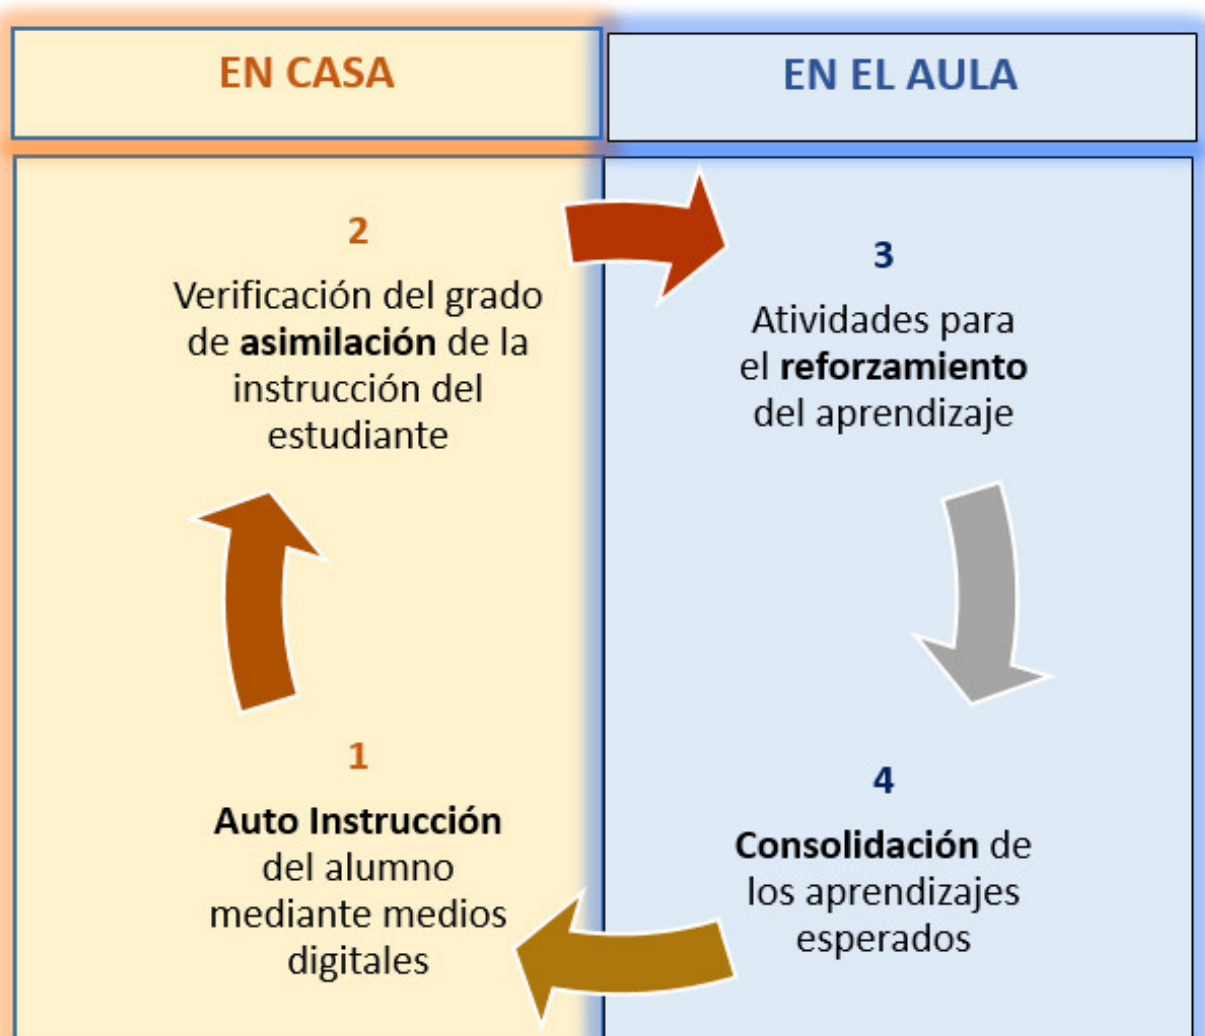 EN CASA
EN EL AULA
2
Verificación del grado
de asimilación de la
instrucción del
estudiante
3
Atividades para
el reforzamiento
del aprendizaje
1
Auto Instrucción
del alumno
mediante medios
digitales
4
Consolidación de
los aprendizajes
esperados